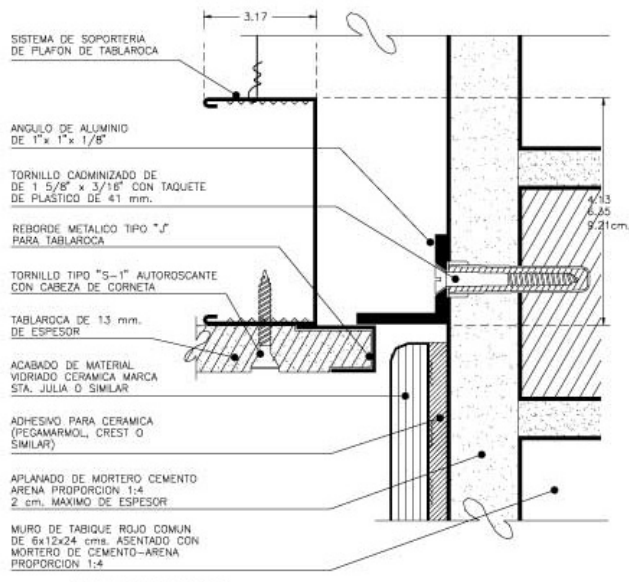 3.17
SISTEMA DE SOPORTERIA
DE PLAFON DE TABLAROCA
ANGULO DE ALUMINIO
DE 1"x 1"x 1/8"
TORNILLO CADMINIZADO DE
DE 1 5/8" x 3/16" CON TAQUETE
DE PLASTICO DE 41 mm.
4.13
6.35
9.21cm.
REBORDE METALICO TIPO "J"
PARA TABLAROCA
TORNILLO TIPO "S-1" AUTOROSCANTE
CON CABEZA DE CORNETA
TABLAROCA DE 13 mm.
DE ESPESOR
ACABADO DE MATERIAL
VIDRIADO CERAMICA MARCA
STA. JULIA O SIMILAR
ADHESIVO PARA CERAMICA
(PEGAMARMOL, CREST O
SIMILAR)
APLANADO DE MORTERO CEMENTO
ARENA PROPORCION 1:4
2 cm. MAXIMO DE ESPESOR
MURO DE TABIQUE ROJO COMUN
DE 6x12x24 cms. ASENTADO CON
MORTERO DE CEMENTO-ARENA
PROPORCION 1:4